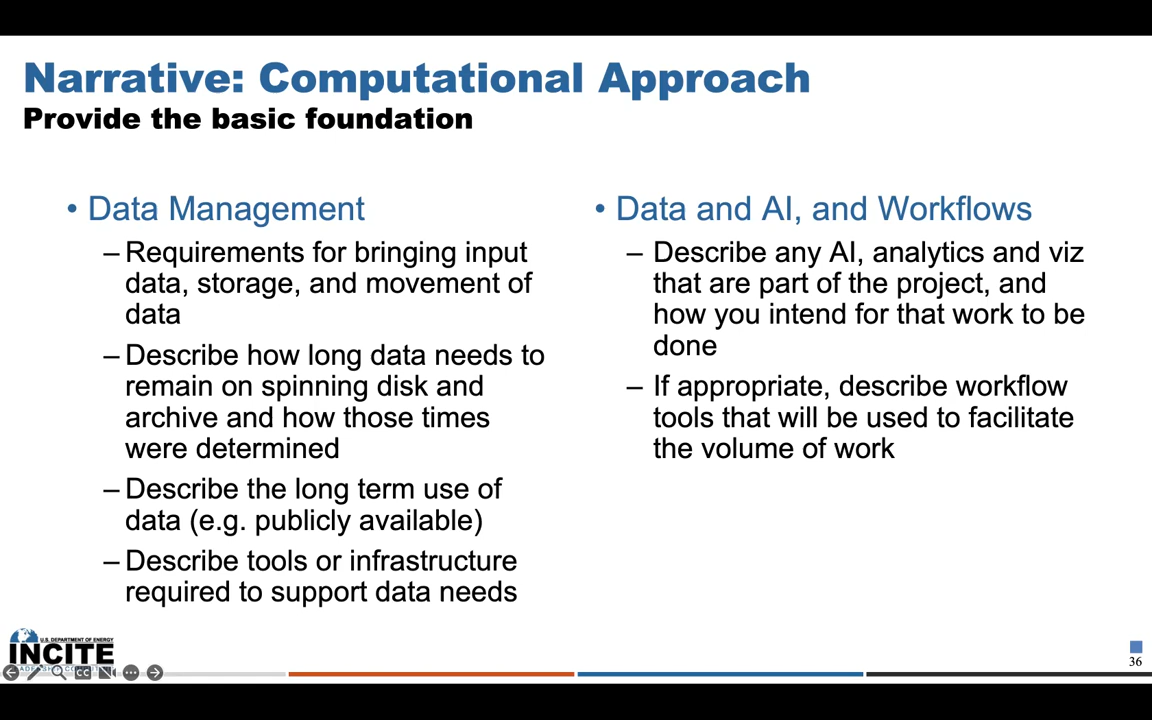 Narrative: Computational Approach
Provide the basic foundation
• Data Management
– Requirements for bringing input
data, storage, and movement of
data
– Describe how long data needs to
remain on spinning disk and
archive and how those times
were determined
– Describe the long term use of
data (e.g. publicly available)
– Describe tools or infrastructure
required to support data needs
• Data and AI, and Workflows
– Describe any AI, analytics and viz
that are part of the project, and
how you intend for that work to be
done
– If appropriate, describe workflow
tools that will be used to facilitate
the volume of work
U.S. DEPARTMENT OF ENERGY
INCITE
CC
36